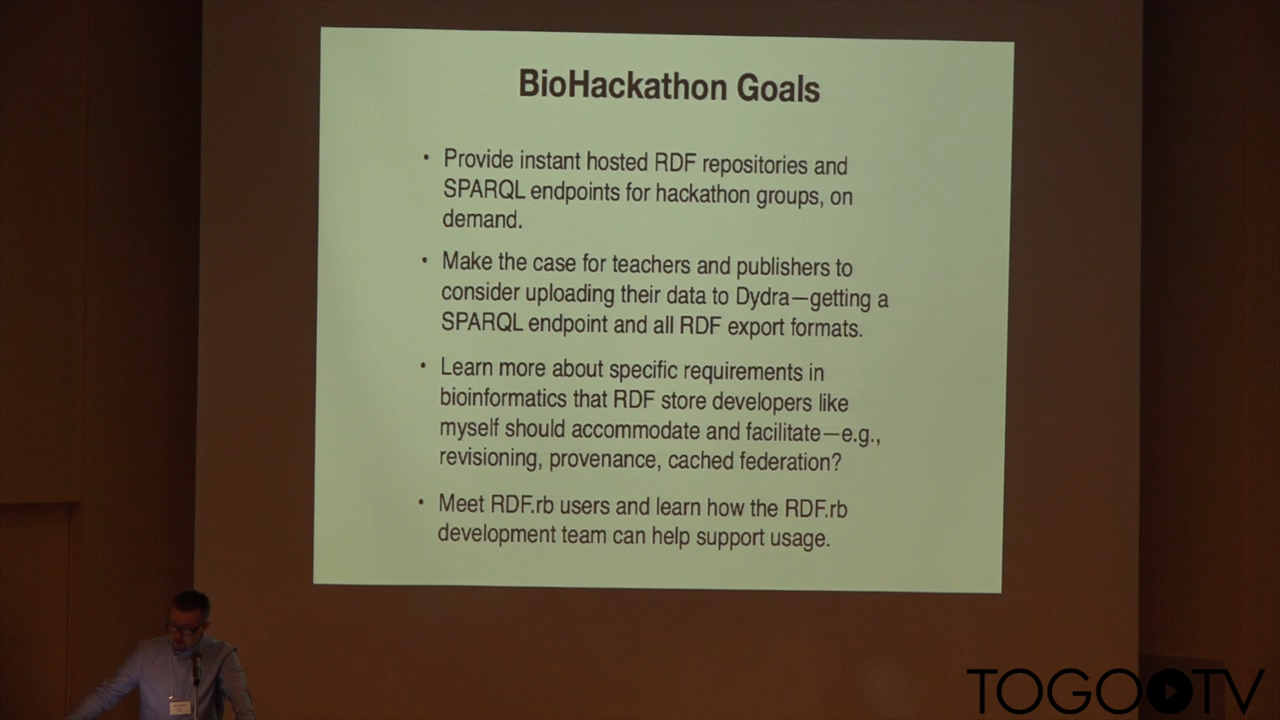 BioHackathon Goals
• Provide instant hosted RDF repositories and
SPARQL endpoints for hackathon groups, on
demand.
• Make the case for teachers and publishers to
consider uploading their data to Dydra—getting a
SPARQL endpoint and all RDF export formats.
• Learn more about specific requirements in
bioinformatics that RDF store developers like
myself should accommodate and facilitate—e.g.,
revisioning, provenance, cached federation?
• Meet RDF.rb users and learn how the RDF.rb
development team can help support usage.
TOGOTV